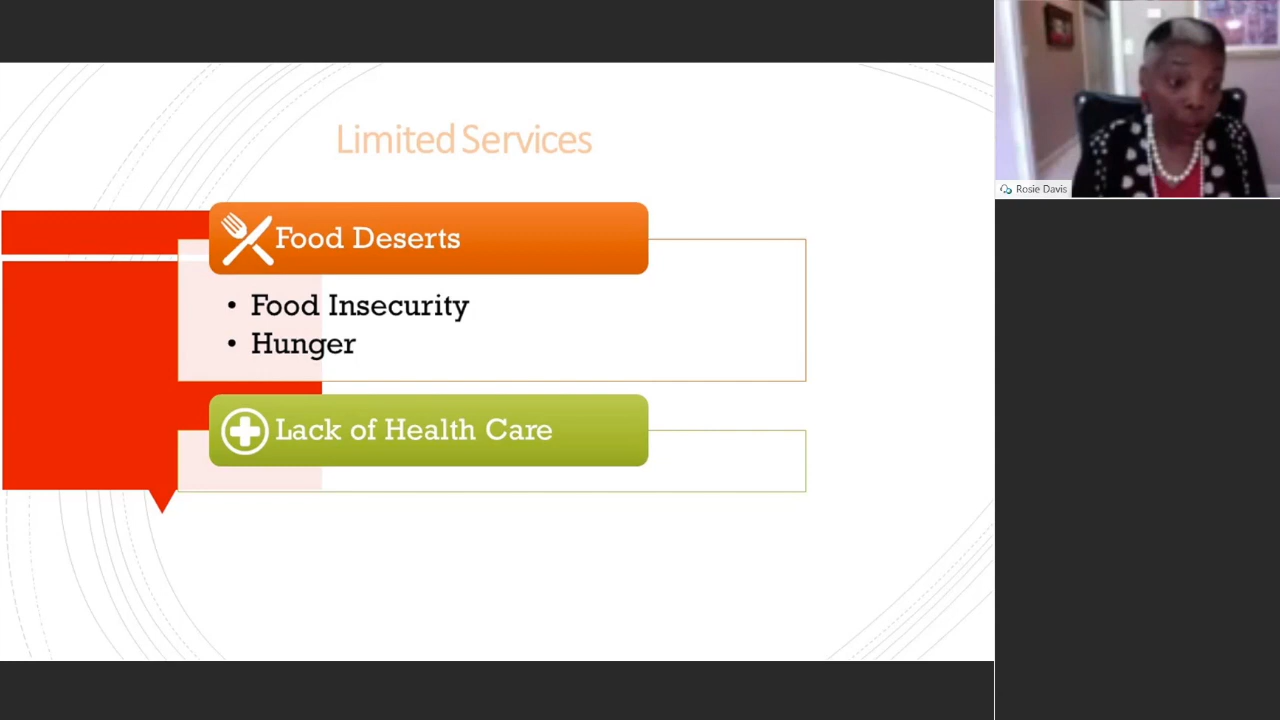 Limited Services
Food Deserts
• Food Insecurity
• Hunger
Lack of Health Care
Rosie Davis